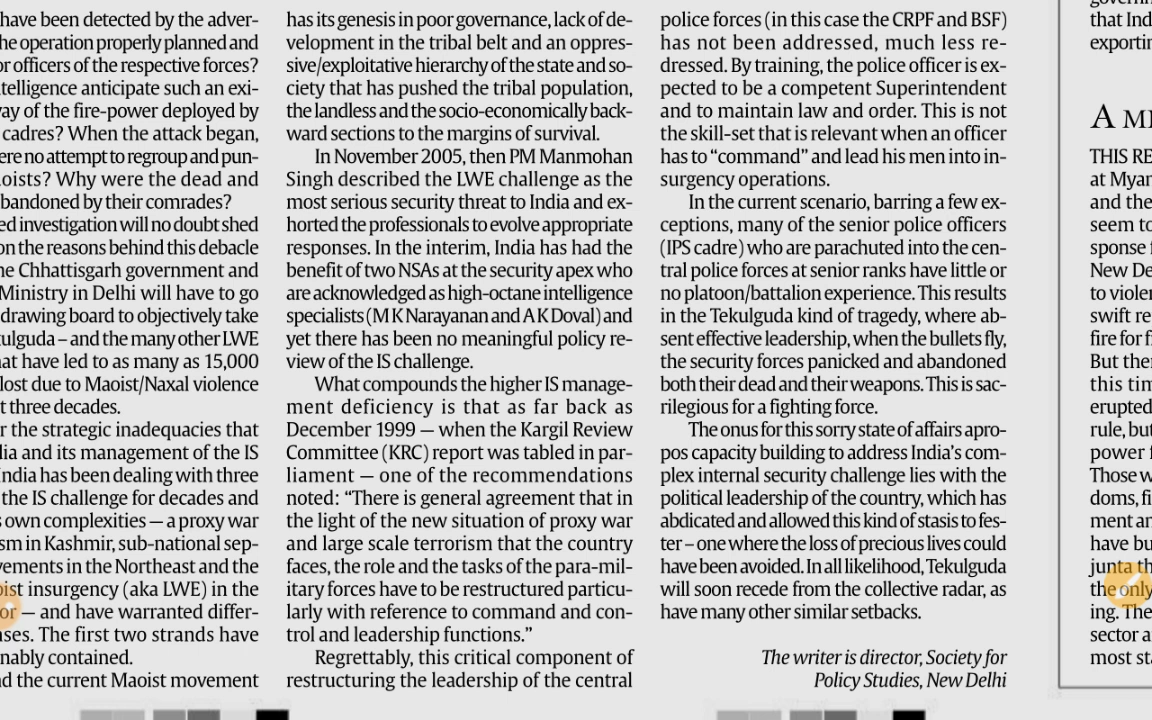 have been detected by the adver-
he operation properly planned and
or officers of the respective forces?
telligence anticipate such an exi-
ay of the fire-power deployed by
cadres? When the attack began,
ere no attempt to regroup and pun-
oists? Why were the dead and
bandoned by their comrades?
ed investigation will no doubt shed
on the reasons behind this debacle
he Chhattisgarh government and
Ministry in Delhi will have to go
drawing board to objectively take
ulguda – and the many other LWE
hat have led to as many as 15,000
lost due to Maoist/Naxal violence
t three decades.
r the strategic inadequacies that
dia and its management of the IS
India has been dealing with three
the IS challenge for decades and
s own complexities — a proxy war
sm in Kashmir, sub-national sep-
vements in the Northeast and the
oist insurgency (aka LWE) in the
or — and have warranted differ-
nses. The first two strands have
nably contained.
nd the current Maoist movement
has its genesis in poor governance, lack of de-
velopment in the tribal belt and an oppres-
sive/exploitative hierarchy of the state and so-
ciety that has pushed the tribal population,
the landless and the socio-economically back-
ward sections to the margins of survival.
In November 2005, then PM Manmohan
Singh described the LWE challenge as the
most serious security threat to India and ex-
horted the professionals to evolve appropriate
responses. In the interim, India has had the
benefit of two NSAs at the security apex who
are acknowledged as high-octane intelligence
specialists (M K Narayanan and A K Doval) and
yet there has been no meaningful policy re-
view of the IS challenge.
What compounds the higher IS manage-
ment deficiency is that as far back as
December 1999 — when the Kargil Review
Committee (KRC) report was tabled in par-
liament — one of the recommendations
noted: “There is general agreement that in
the light of the new situation of proxy war
and large scale terrorism that the country
faces, the role and the tasks of the para-mil-
itary forces have to be restructured particu-
larly with reference to command and con-
trol and leadership functions.”
Regrettably, this critical component of
restructuring the leadership of the central
police forces (in this case the CRPF and BSF)
has not been addressed, much less re-
dressed. By training, the police officer is ex-
pected to be a competent Superintendent
and to maintain law and order. This is not
the skill-set that is relevant when an officer
has to “command” and lead his men into in-
surgency operations.
In the current scenario, barring a few ex-
ceptions, many of the senior police officers
(IPS cadre) who are parachuted into the cen-
tral police forces at senior ranks have little or
no platoon/battalion experience. This results
in the Tekulguda kind of tragedy, where ab-
sent effective leadership, when the bullets fly,
the security forces panicked and abandoned
both their dead and their weapons. This is sac-
rilegious for a fighting force.
The onus for this sorry state of affairs apro-
pos capacity building to address India’s com-
plex internal security challenge lies with the
political leadership of the country, which has
abdicated and allowed this kind of stasis to fes-
ter – one where the loss of precious lives could
have been avoided. In all likelihood, Tekulguda
will soon recede from the collective radar, as
have many other similar setbacks.
The writer is director, Society for
Policy Studies, New Delhi
that Ind
exportin
A M
THIS RE
at Myan
and the
seem to
sponse f
New De
to violen
swift re
fire for fi
But ther
this tim
erupted
rule, but
power f
Those w
doms, fi
ment an
have bu
junta th
the only
ing. The
sector a
most sta